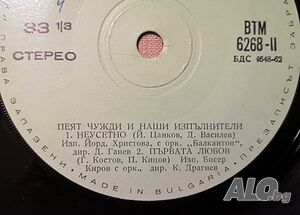 33 1/3
СТЕРЕО
ВТМ
6268-II
БДС 4648-62
ПЕЯТ ЧУЖДИ И НАШИ ИЗПЪЛНИТЕЛИ
1. НЕУСЕТНО (Й. Цанков, Д. Василев)
Изп. Йорд. Христова, с орк. „Балкантон“,
дир. Д. Ганев 2. ПЪРВАТА ЛЮБОВ
(Г. Костов, П. Кицов) Изп. Бисер
Киров с орк., дир. К. Драгиев
MADE IN BULGARIA
ПРАВА ЗАПАЗЕНИ
ALO.bg